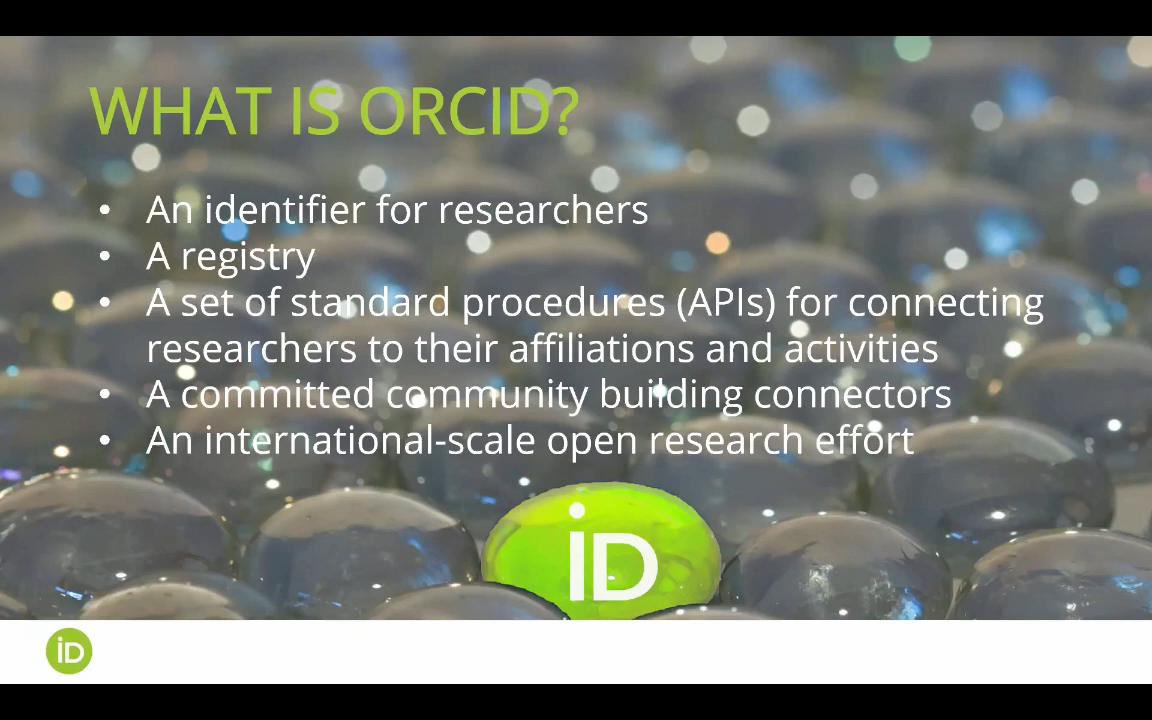 WHAT IS ORCID?
• An identifier for researchers
• A registry
• A set of standard procedures (APIs) for connecting
researchers to their affiliations and activities
• A committed community building connectors
• An international-scale open research effort
iD
iD